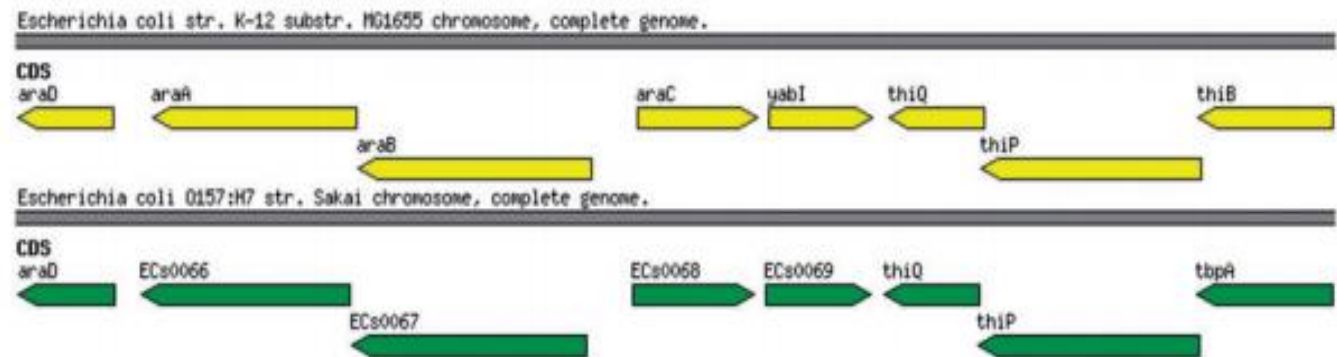 Escherichia coli str. K-12 substr. MG1655 chromosome, complete genome.
CDS
araD araA araC yabI thiQ thiB
araB thiP
Escherichia coli O157:H7 str. Sakai chromosome, complete genome.
CDS
araD ECs0066 ECs0068 ECs0069 thiQ tbpA
ECs0067 thiP